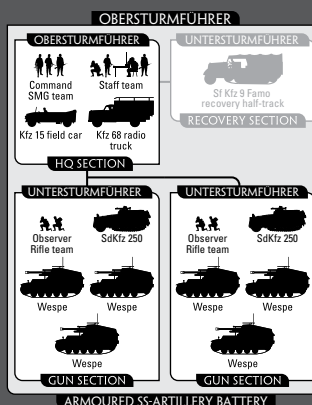 OBERSTURMFÜHRER
OBERSTURMFÜHRER
Command
SMG team
Staff team
Kfz 15 field car
Kfz 68 radio
truck
HQ SECTION
UNTERSTURMFÜHRER
Sf Kfz 9 Famo
recovery half-track
RECOVERY SECTION
UNTERSTURMFÜHRER
Observer
Rifle team
SdKfz 250
Wespe
Wespe
Wespe
GUN SECTION
UNTERSTURMFÜHRER
Observer
Rifle team
SdKfz 250
Wespe
Wespe
Wespe
GUN SECTION
ARMOURED SS-ARTILLERY BATTERY